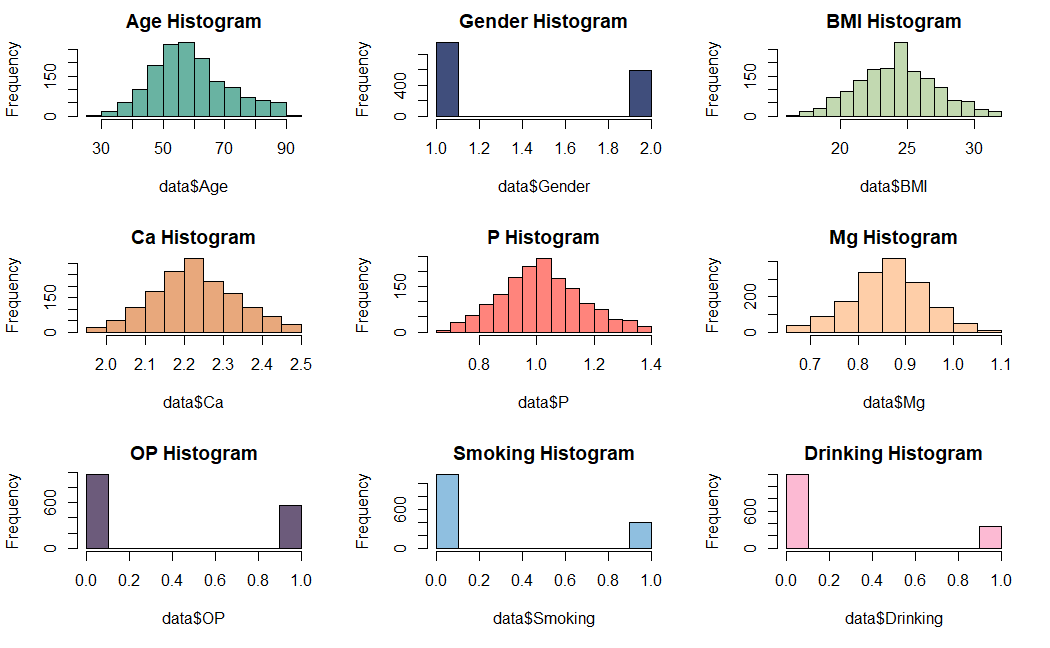 Age Histogram
Frequency
0 150
30 50 70 90
data$Age
Gender Histogram
Frequency
0 400
1.0 1.2 1.4 1.6 1.8 2.0
data$Gender
BMI Histogram
Frequency
0 150
20 25 30
data$BMI
Ca Histogram
Frequency
0 150
2.0 2.1 2.2 2.3 2.4 2.5
data$Ca
P Histogram
Frequency
0 150
0.8 1.0 1.2 1.4
data$P
Mg Histogram
Frequency
0 200
0.7 0.8 0.9 1.0 1.1
data$Mg
OP Histogram
Frequency
0 600
0.0 0.2 0.4 0.6 0.8 1.0
data$OP
Smoking Histogram
Frequency
0 600
0.0 0.2 0.4 0.6 0.8 1.0
data$Smoking
Drinking Histogram
Frequency
0 600
0.0 0.2 0.4 0.6 0.8 1.0
data$Drinking